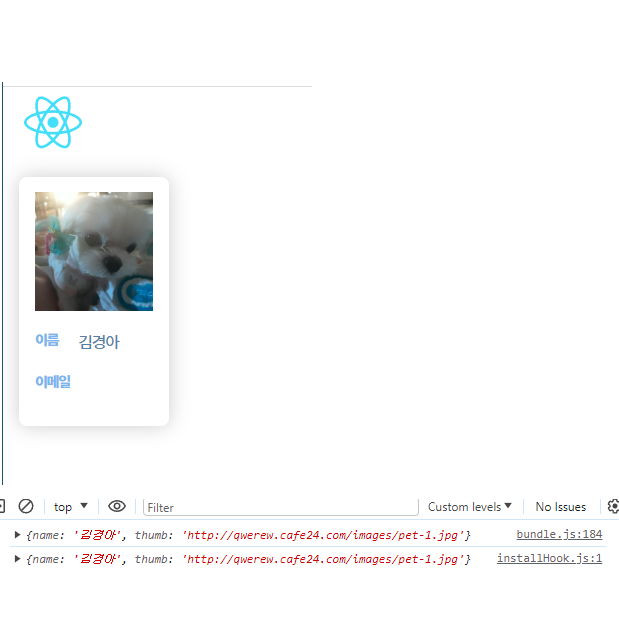 이름 김경아
이메일
top Filter Custom levels No Issues
{name: '김경아', thumb: 'http://qwerew.cafe24.com/images/pet-1.jpg'} bundle.js:184
{name: '김경아', thumb: 'http://qwerew.cafe24.com/images/pet-1.jpg'} installHook.js:1